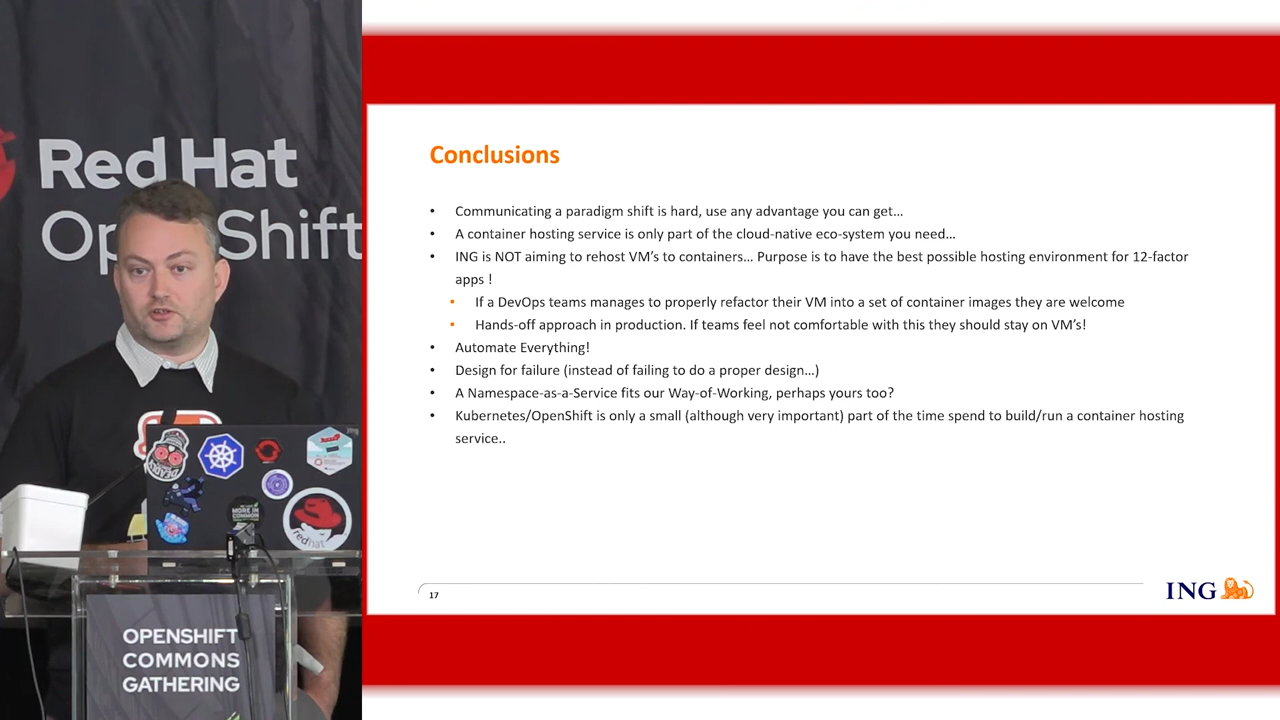 Red Hat
OpenShift
Conclusions
• Communicating a paradigm shift is hard, use any advantage you can get…
• A container hosting service is only part of the cloud-native eco-system you need…
• ING is NOT aiming to rehost VM’s to containers… Purpose is to have the best possible hosting environment for 12-factor
apps !
▪ If a DevOps teams manages to properly refactor their VM into a set of container images they are welcome
▪ Hands-off approach in production. If teams feel not comfortable with this they should stay on VM’s!
• Automate Everything!
• Design for failure (instead of failing to do a proper design…)
• A Namespace-as-a-Service fits our Way-of-Working, perhaps yours too?
• Kubernetes/OpenShift is only a small (although very important) part of the time spend to build/run a container hosting
service..
17
ING
MORE IN
COMMON
redhat
OPENSHIFT
COMMONS
GATHERING